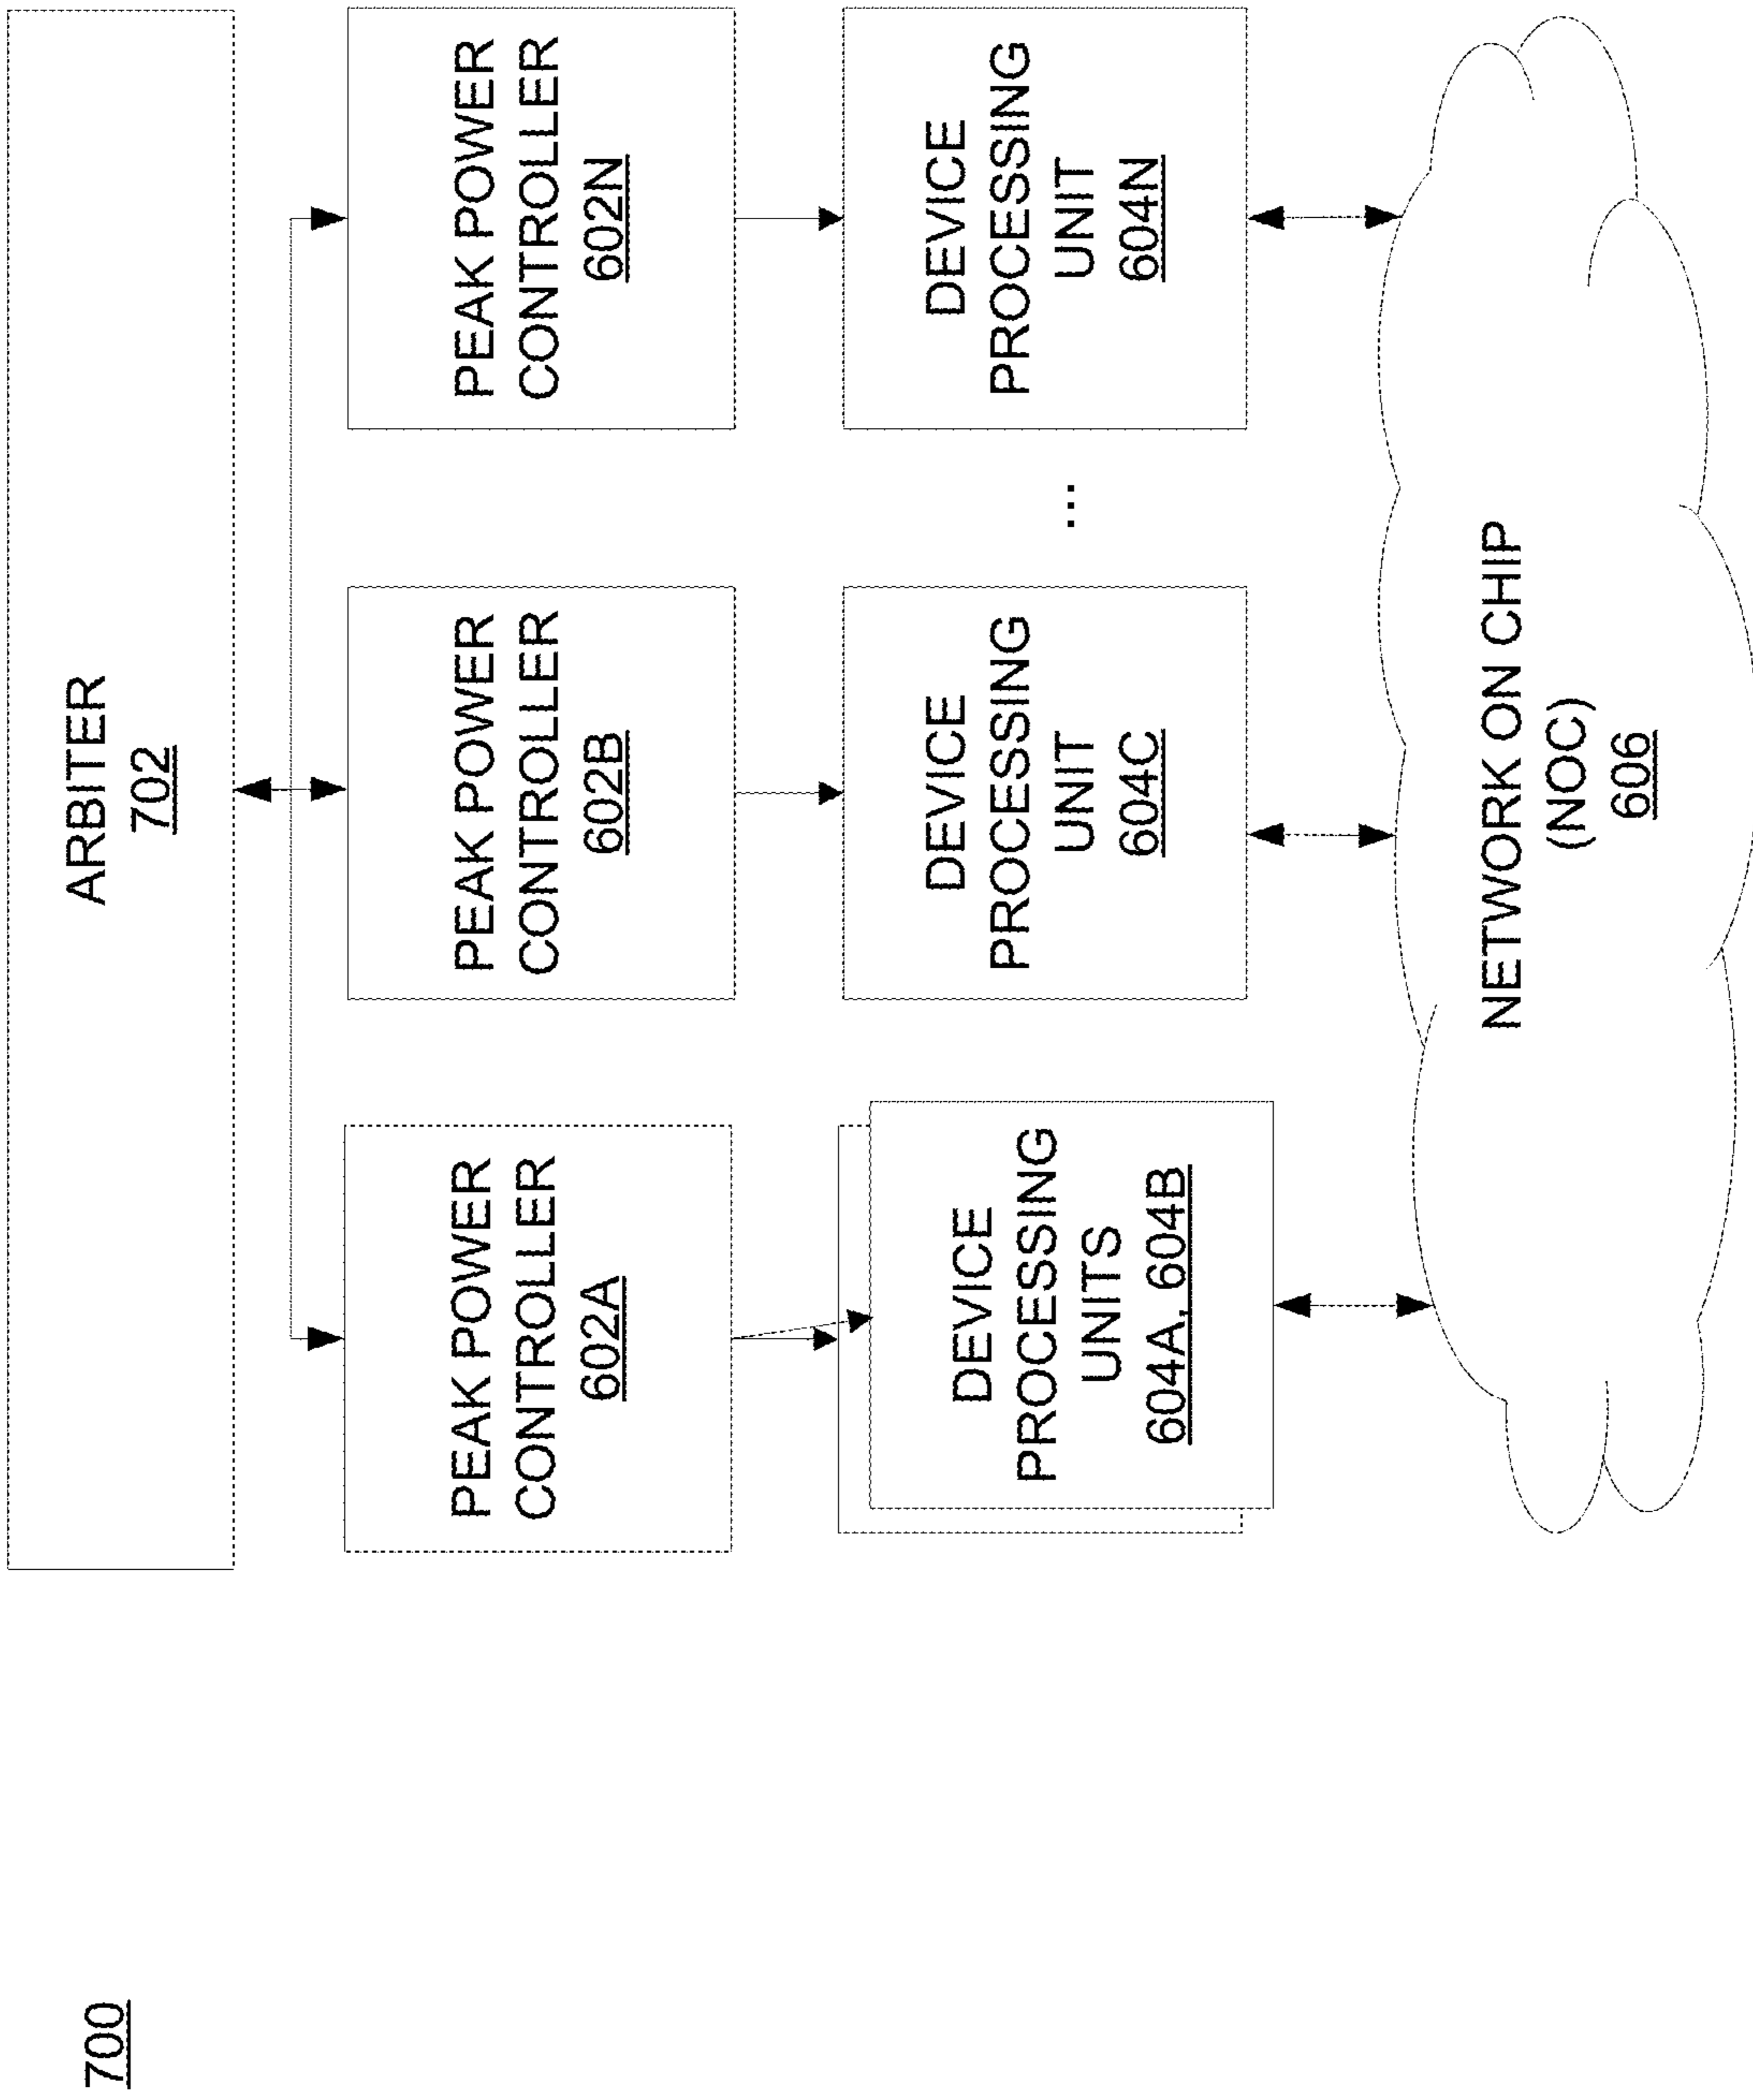 700
ARBITER
702
PEAK POWER
CONTROLLER
602A
PEAK POWER
CONTROLLER
602B
PEAK POWER
CONTROLLER
602N
DEVICE
PROCESSING
UNITS
604A, 604B
DEVICE
PROCESSING
UNIT
604C
...
DEVICE
PROCESSING
UNIT
604N
NETWORK ON CHIP
(NOC)
606